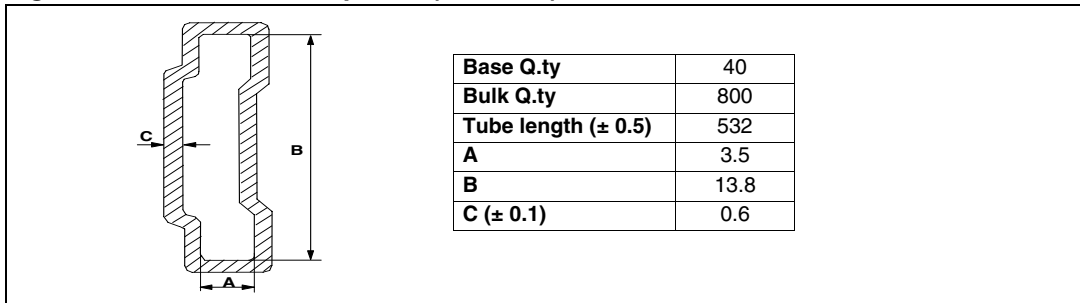 C
B
A
Base Q.ty 40
Bulk Q.ty 800
Tube length (± 0.5) 532
A 3.5
B 13.8
C (± 0.1) 0.6